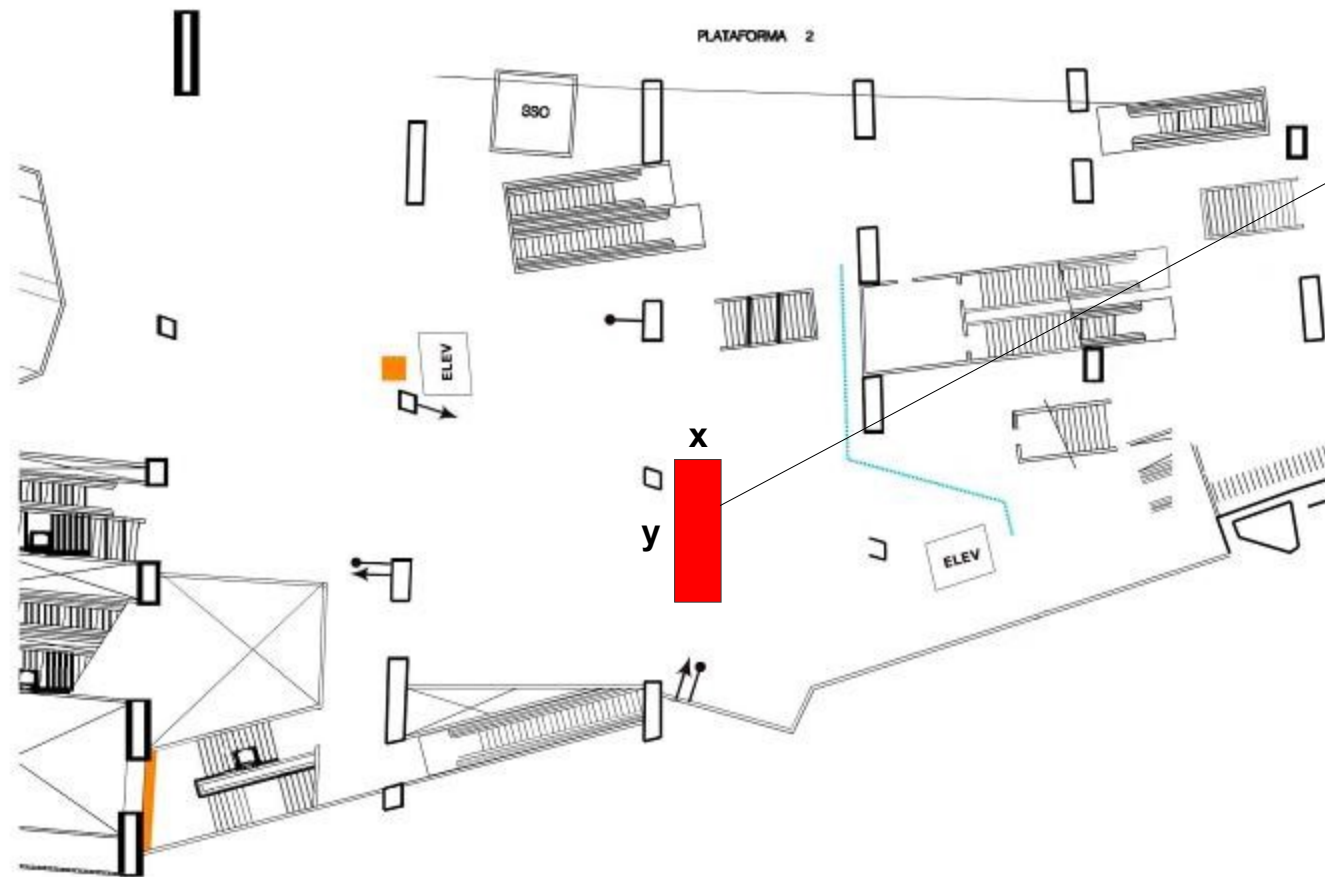 PLATAFORMA 2
SSO
ELEV
x
y
ELEV